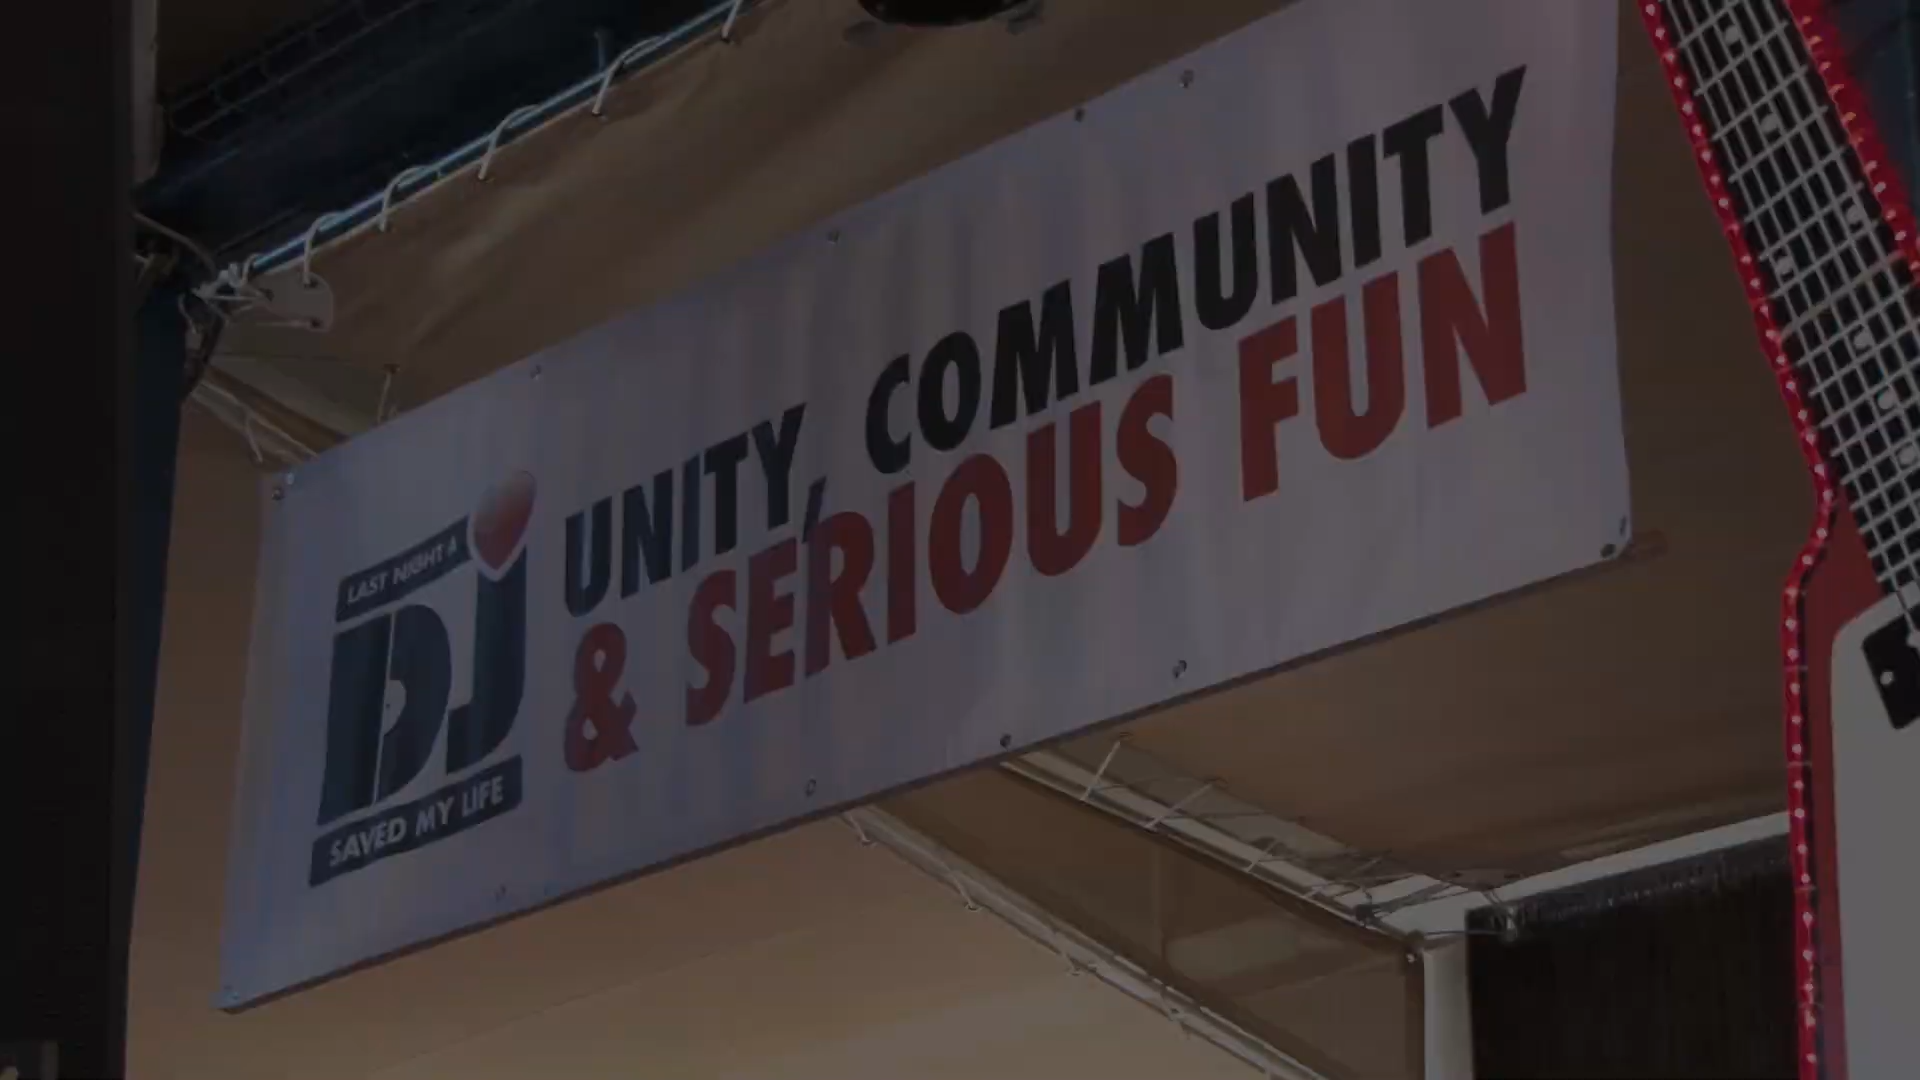 LAST NIGHT A
DJ
SAVED MY LIFE
UNITY, COMMUNITY
& SERIOUS FUN